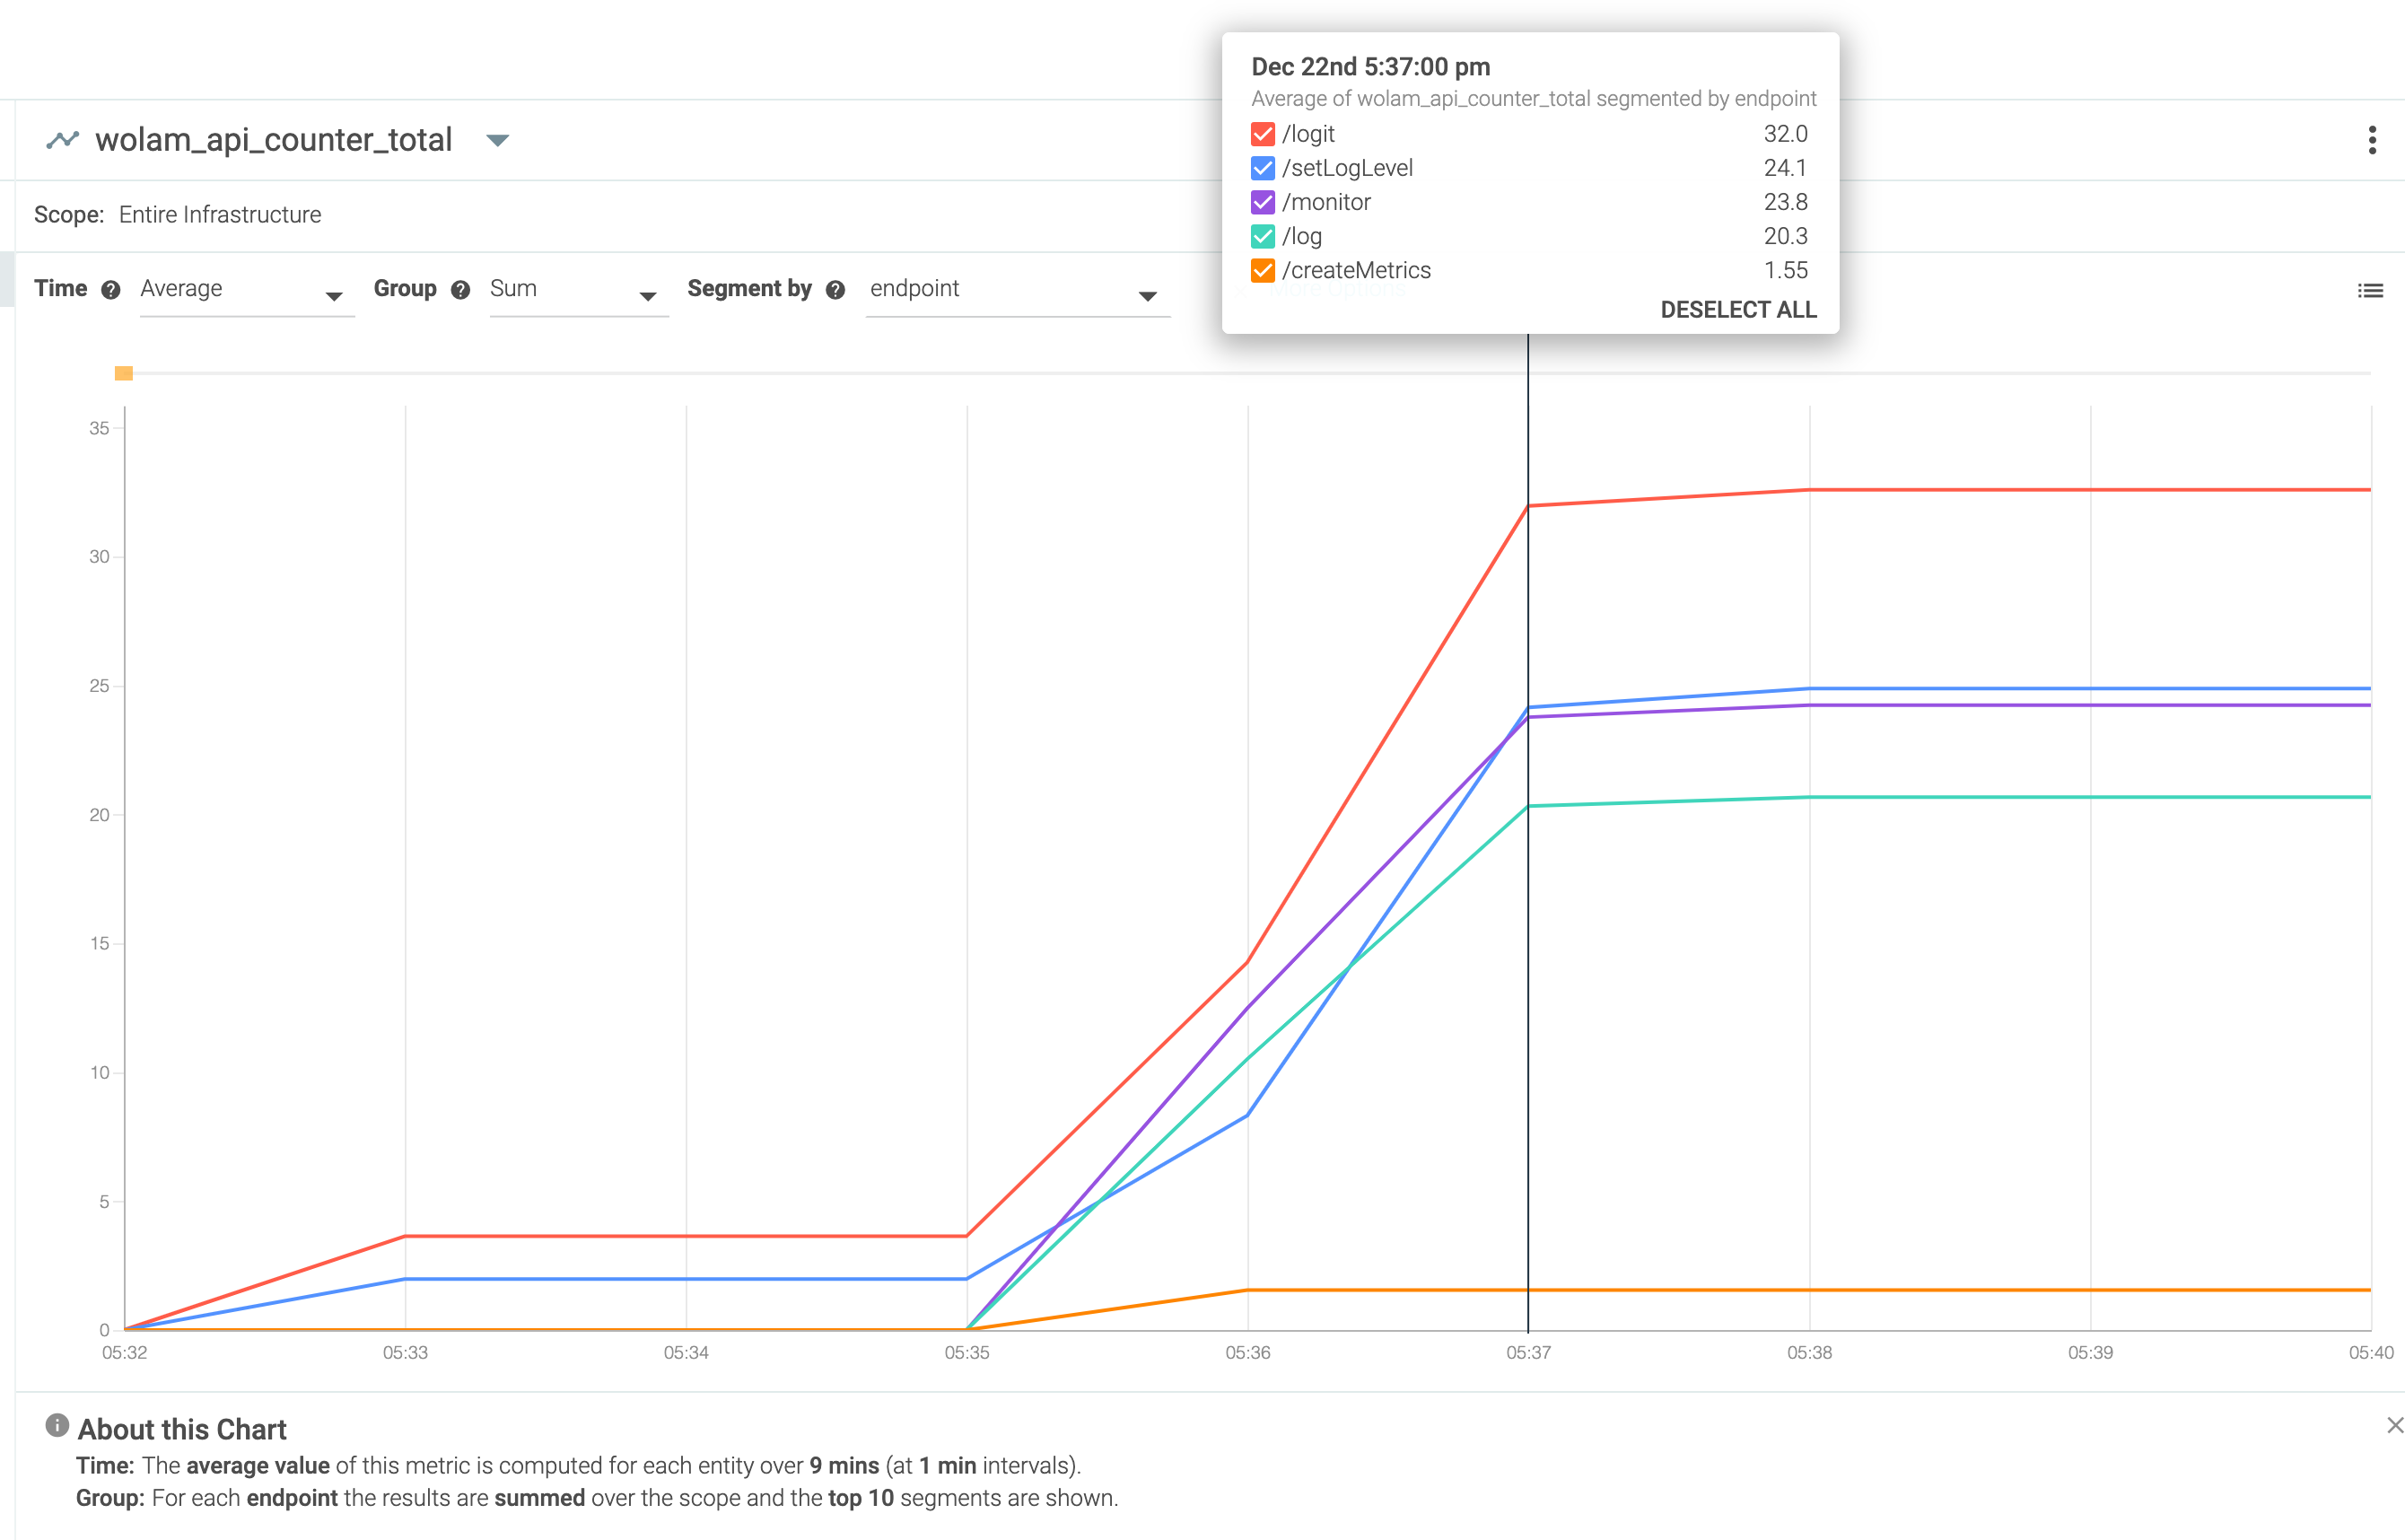 Dec 22nd 5:37:00 pm
Average of wolam_api_counter_total segmented by endpoint
/logit 32.0
/setLogLevel 24.1
/monitor 23.8
/log 20.3
/createMetrics 1.55
DESELECT ALL
wolam_api_counter_total
Scope: Entire Infrastructure
Time Average Group Sum Segment by endpoint More Options
35
30
25
20
15
10
5
0
05:32 05:33 05:34 05:35 05:36 05:37 05:38 05:39 05:40
About this Chart
Time: The average value of this metric is computed for each entity over 9 mins (at 1 min intervals).
Group: For each endpoint the results are summed over the scope and the top 10 segments are shown.